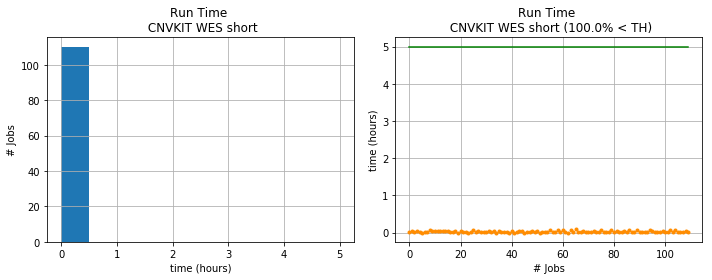 Run Time
CNVKIT WES short
# Jobs
100
80
60
40
20
0
0 1 2 3 4 5
time (hours)
Run Time
CNVKIT WES short (100.0% < TH)
time (hours)
5
4
3
2
1
0
0 20 40 60 80 100
# Jobs